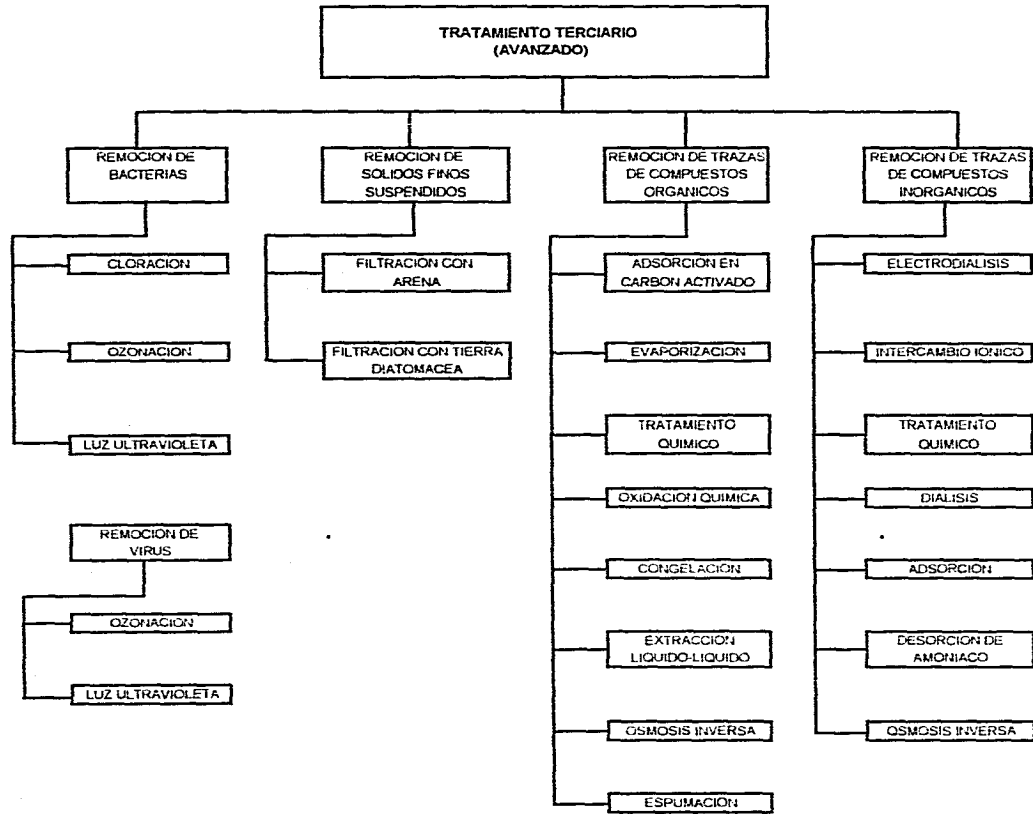 TRATAMIENTO TERCIARIO
(AVANZADO)
REMOCION DE
BACTERIAS
CLORACION
OZONACION
LUZ ULTRAVIOLETA
REMOCION DE
VIRUS
OZONACION
LUZ ULTRAVIOLETA
REMOCION DE
SOLIDOS FINOS
SUSPENDIDOS
FILTRACION CON
ARENA
FILTRACION CON TIERRA
DIATOMACEA
REMOCION DE TRAZAS
DE COMPUESTOS
ORGANICOS
ADSORCION EN
CARBON ACTIVADO
EVAPORIZACION
TRATAMIENTO
QUIMICO
OXIDACION QUIMICA
CONGELACION
EXTRACCION
LIQUIDO-LIQUIDO
OSMOSIS INVERSA
ESPUMACION
REMOCION DE TRAZAS
DE COMPUESTOS
INORGANICOS
ELECTRODIALISIS
INTERCAMBIO IONICO
TRATAMIENTO
QUIMICO
DIALISIS
ADSORCION
DESORCION DE
AMONIACO
OSMOSIS INVERSA